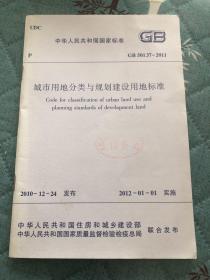 UDC
中华人民共和国国家标准
GB
P
GB 50137-2011
城市用地分类与规划建设用地标准
Code for classification of urban land use and
planning standards of development land
2010-12-24 发布
2012-01-01 实施
中华人民共和国住房和城乡建设部
中华人民共和国国家质量监督检验检疫总局
联合发布